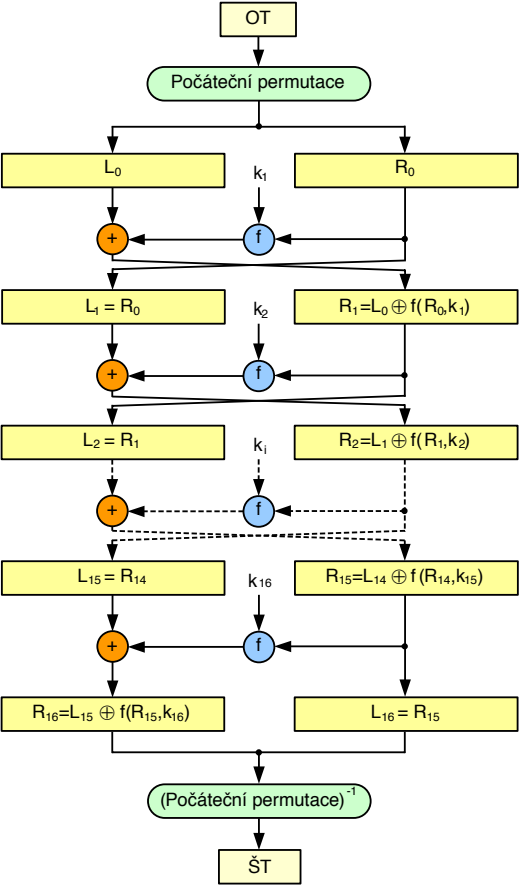 OT
Počáteční permutace
L₀
k₁
R₀
+
f
L₁ = R₀
k₂
R₁=L₀ ⊕ f(R₀,k₁)
+
f
L₂ = R₁
kᵢ
R₂=L₁ ⊕ f(R₁,k₂)
+
f
L₁₅ = R₁₄
k₁₆
R₁₅=L₁₄ ⊕ f(R₁₄,k₁₅)
+
f
R₁₆=L₁₅ ⊕ f(R₁₅,k₁₆)
L₁₆ = R₁₅
(Počáteční permutace)⁻¹
ŠT